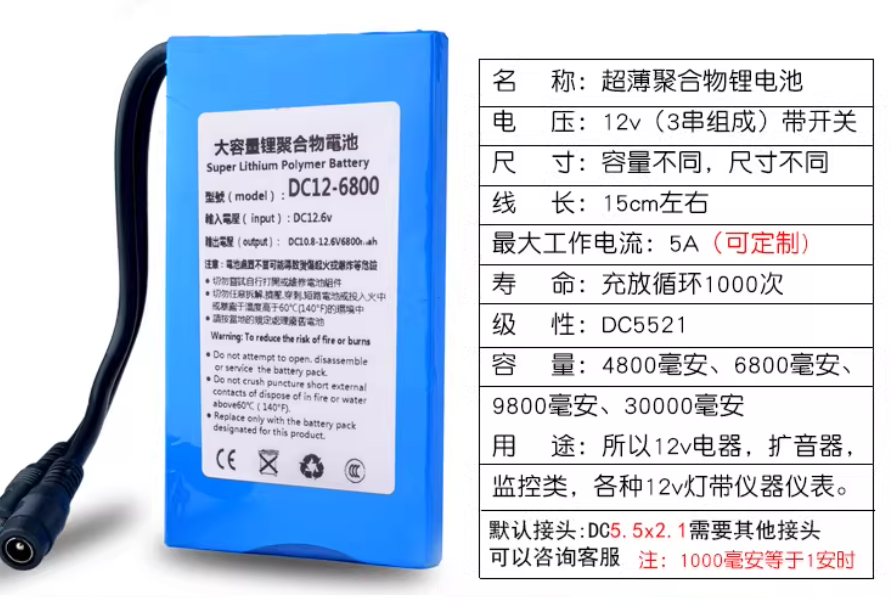 大容量锂聚合物電池
Super Lithium Polymer Battery
型號（model）：DC12-6800
輸入電壓（input）：DC12.6v
輸出電壓（output）：DC10.8-12.6V6800mah
注意：電池處置不當可能導致燙傷起火或爆炸等危險
• 切勿嘗試自行打開或維修電池組件
• 切勿任意拆解,擠壓,穿刺,短路電池或投入火中
或暴露于溫度高于60℃(140°F)的環境中
• 請按當地的規定處理廢舊電池
Warning: To reduce the risk of fire or burns
• Do not attempt to open. disassemble
or service the battery pack.
• Do not crush puncture short external
contacts of dispose of in fire or water
above60℃ ( 140°F).
• Replace only with the battery pack
designated for this product.
CE
CCC
名 称：超薄聚合物锂电池
电 压：12v（3串组成）带开关
尺 寸：容量不同，尺寸不同
线 长：15cm左右
最大工作电流：5A（可定制)
寿 命：充放循环1000次
级 性：DC5521
容 量：4800毫安、6800毫安、
9800毫安、30000毫安
用 途：所以12v电器，扩音器，
监控类，各种12v灯带仪器仪表。
默认接头:DC5.5x2.1需要其他接头
可以咨询客服 注：1000毫安等于1安时